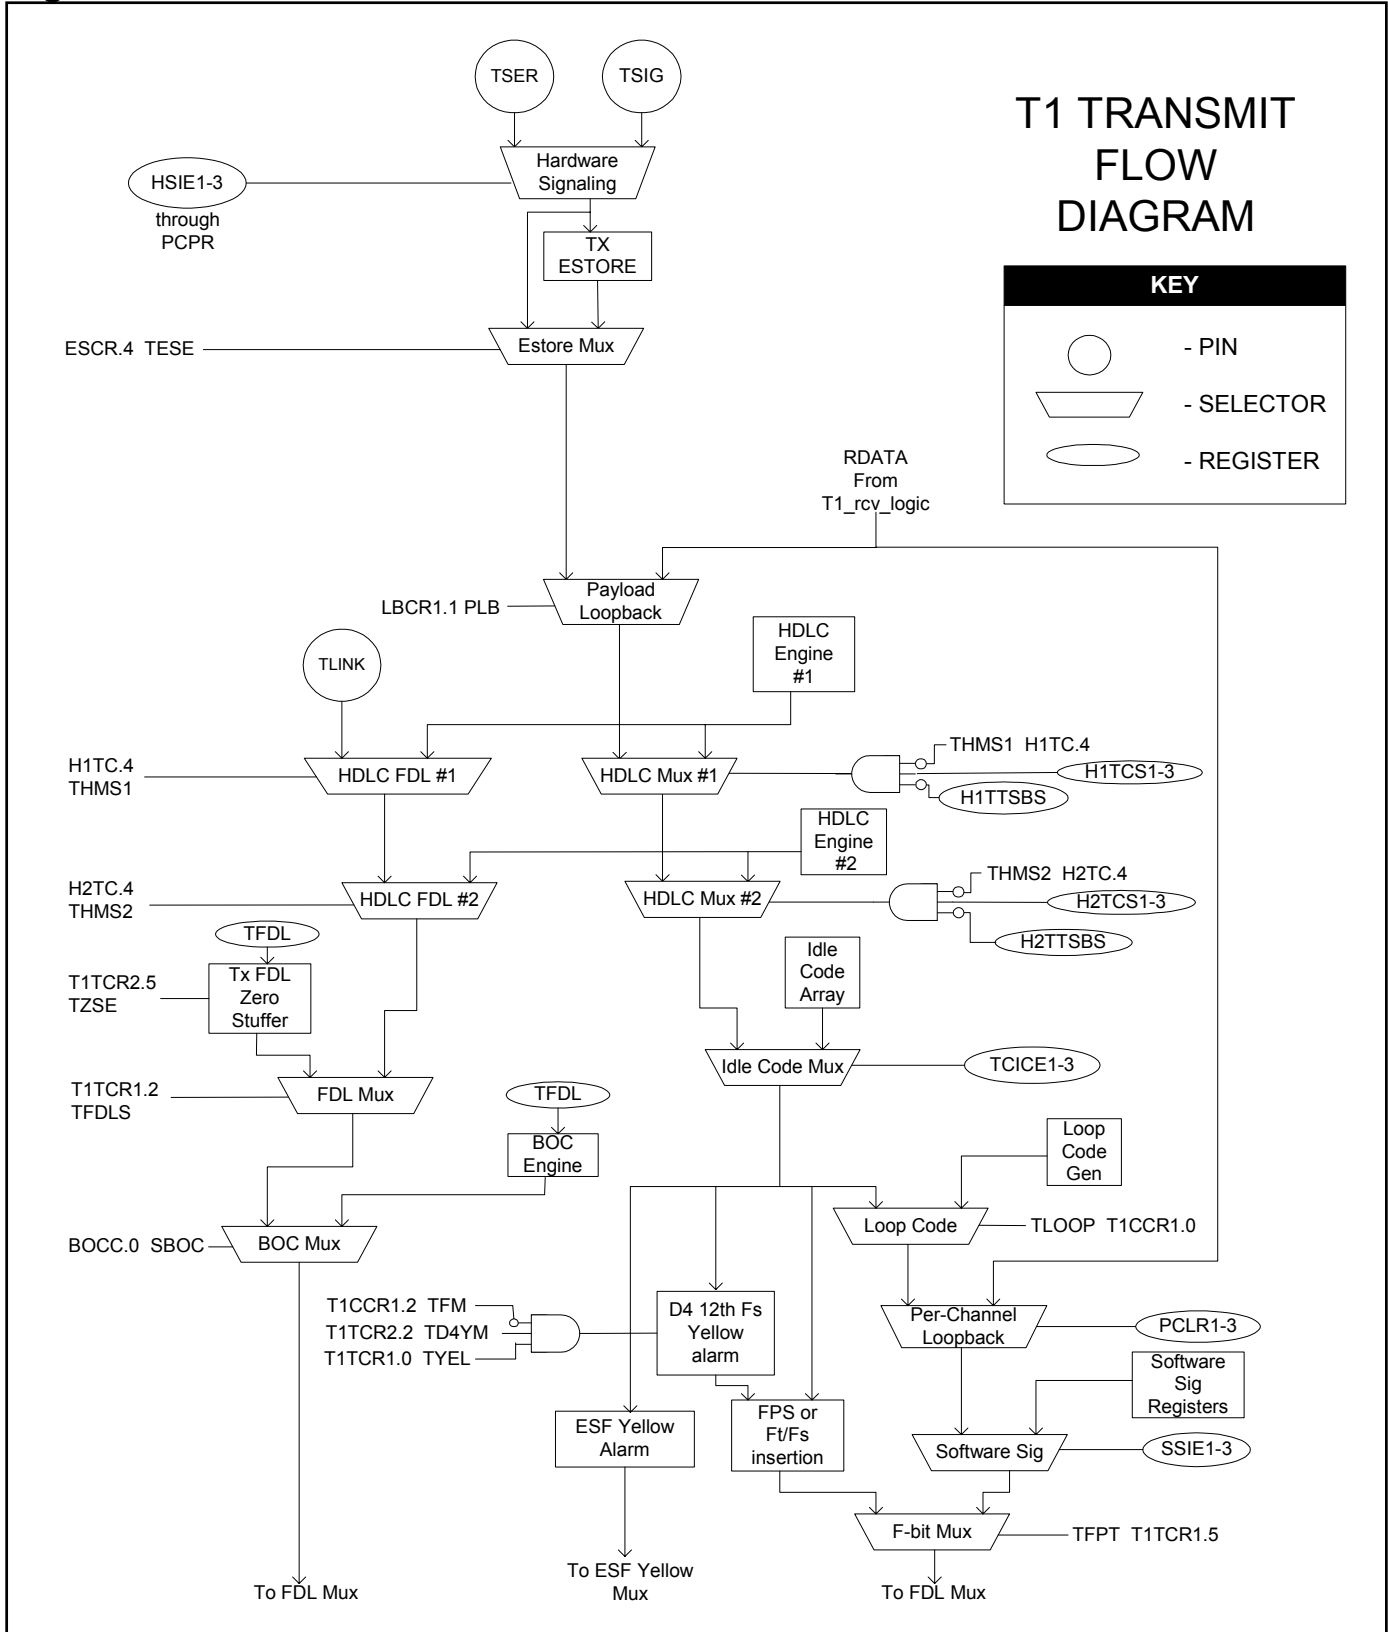 TSER
TSIG
T1 TRANSMIT
FLOW
DIAGRAM
Hardware
Signaling
HSIE1-3
through
PCPR
TX
ESTORE
KEY
- PIN
- SELECTOR
- REGISTER
ESCR.4 TESE
Estore Mux
RDATA
From
T1_rcv_logic
Payload
Loopback
LBCR1.1 PLB
HDLC
Engine
#1
TLINK
THMS1 H1TC.4
H1TC.4
THMS1
HDLC FDL #1
HDLC Mux #1
H1TCS1-3
H1TTSBS
HDLC
Engine
#2
THMS2 H2TC.4
H2TC.4
THMS2
HDLC FDL #2
HDLC Mux #2
H2TCS1-3
H2TTSBS
TFDL
Tx FDL
Zero
Stuffer
T1TCR2.5
TZSE
Idle
Code
Array
Idle Code Mux
TCICE1-3
T1TCR1.2
TFDLS
FDL Mux
TFDL
BOC
Engine
Loop
Code
Gen
BOCC.0 SBOC
BOC Mux
Loop Code
TLOOP T1CCR1.0
T1CCR1.2 TFM
T1TCR2.2 TD4YM
T1TCR1.0 TYEL
D4 12th Fs
Yellow
alarm
Per-Channel
Loopback
PCLR1-3
Software
Sig
Registers
ESF Yellow
Alarm
FPS or
Ft/Fs
insertion
Software Sig
SSIE1-3
F-bit Mux
TFPT T1TCR1.5
To FDL Mux
To ESF Yellow
Mux
To FDL Mux